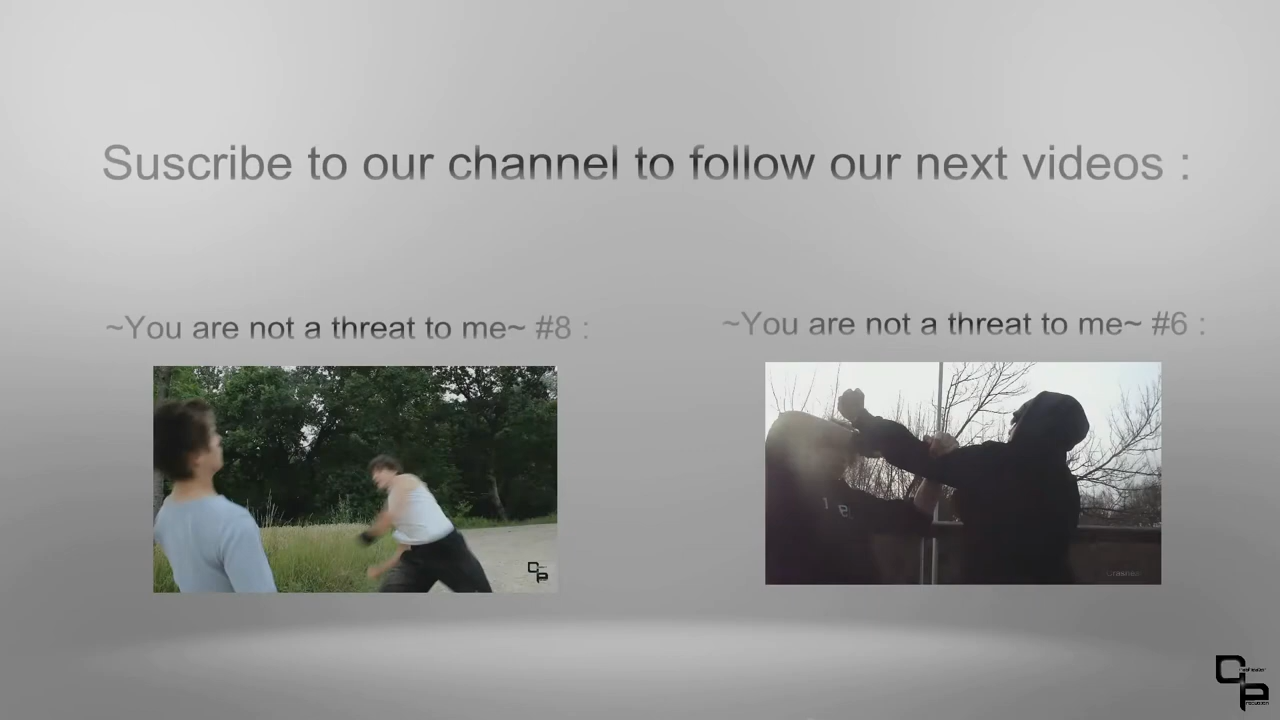 Suscribe to our channel to follow our next videos :
~You are not a threat to me~ #8 :
~You are not a threat to me~ #6 :
CP